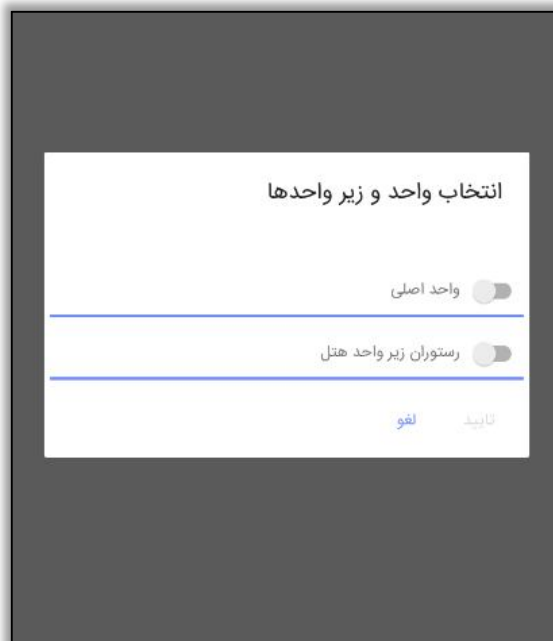 انتخاب واحد و زیر واحدها
واحد اصلی
رستوران زیر واحد هتل
تایید لغو